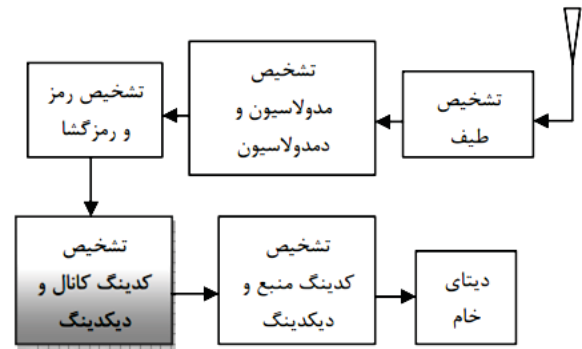 تشخیص
طیف
تشخیص
مدولاسیون و
دمدولاسیون
تشخیص رمز
و رمزگشا
تشخیص
کدینگ کانال و
دیکدینگ
تشخیص
کدینگ منبع و
دیکدینگ
دیتای
خام